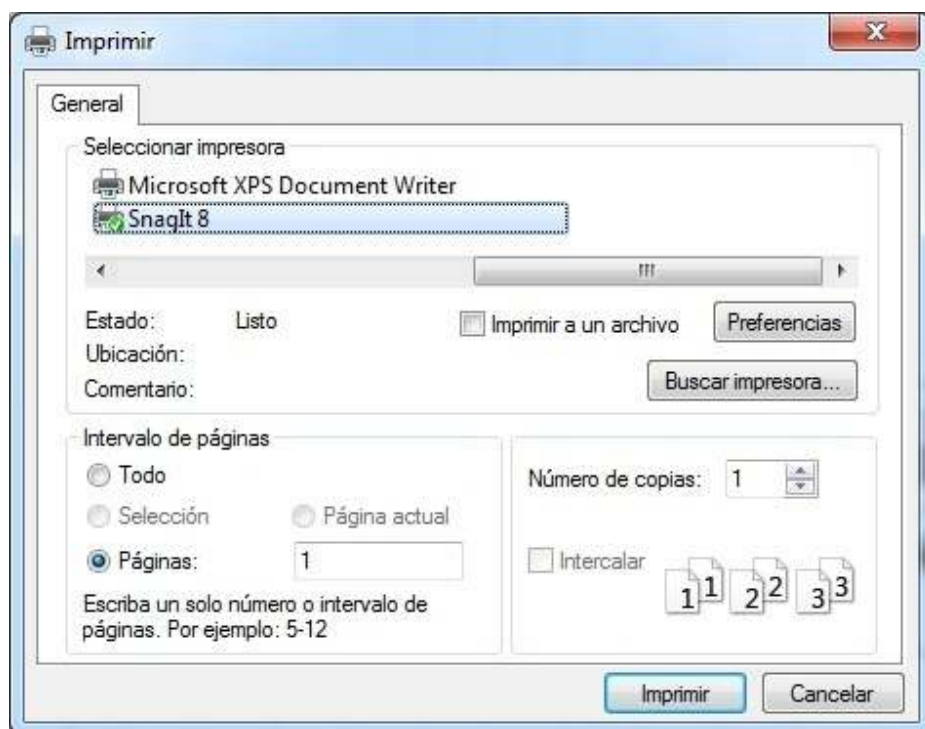 Imprimir
General
Seleccionar impresora
Microsoft XPS Document Writer
SnagIt 8
Estado: Listo
Imprimir a un archivo
Preferencias
Ubicación:
Comentario:
Buscar impresora...
Intervalo de páginas
Todo
Selección
Página actual
Páginas: 1
Escriba un solo número o intervalo de
páginas. Por ejemplo: 5-12
Número de copias: 1
Intercalar
1 1 2 2 3 3
Imprimir
Cancelar